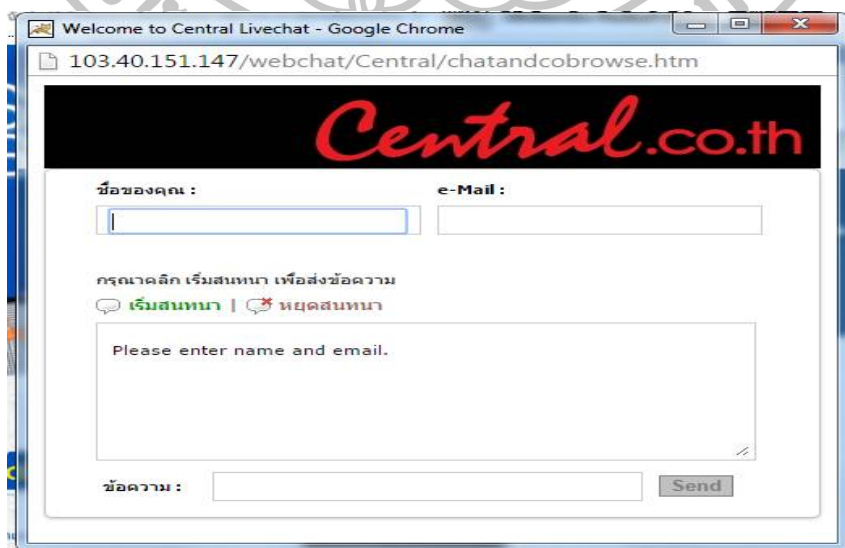 Welcome to Central Livechat - Google Chrome
103.40.151.147/webchat/Central/chatandcobrowse.htm
Central.co.th
ชื่อของคุณ : e-Mail :
กรุณาคลิก เริ่มสนทนา เพื่อส่งข้อความ
เริ่มสนทนา | หยุดสนทนา
Please enter name and email.
ข้อความ : Send